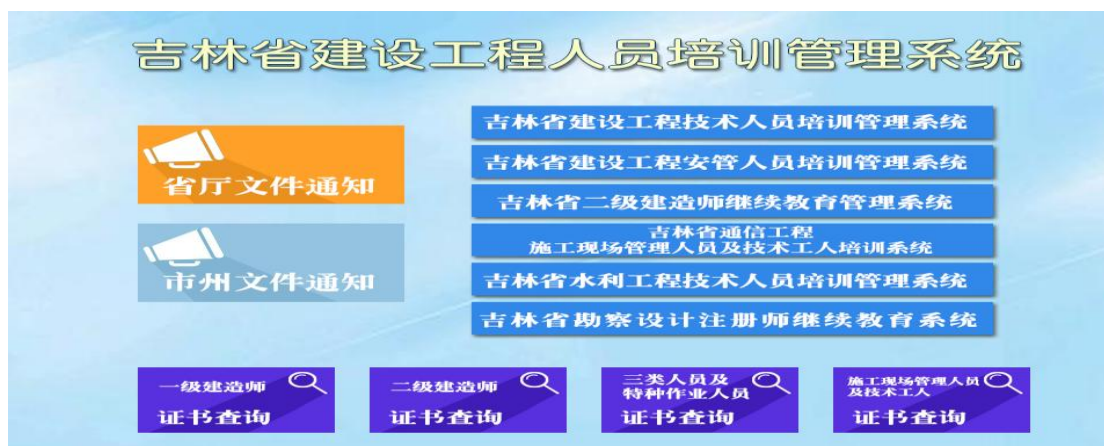 吉林省建设工程人员培训管理系统
省厅文件通知
市州文件通知
吉林省建设工程技术人员培训管理系统
吉林省建设工程安管人员培训管理系统
吉林省二级建造师继续教育管理系统
吉林省通信工程
施工现场管理人员及技术工人培训系统
吉林省水利工程技术人员培训管理系统
吉林省勘察设计注册师继续教育系统
一级建造师
证书查询
二级建造师
证书查询
三类人员及
特种作业人员
证书查询
施工现场管理人员
及技术工人
证书查询